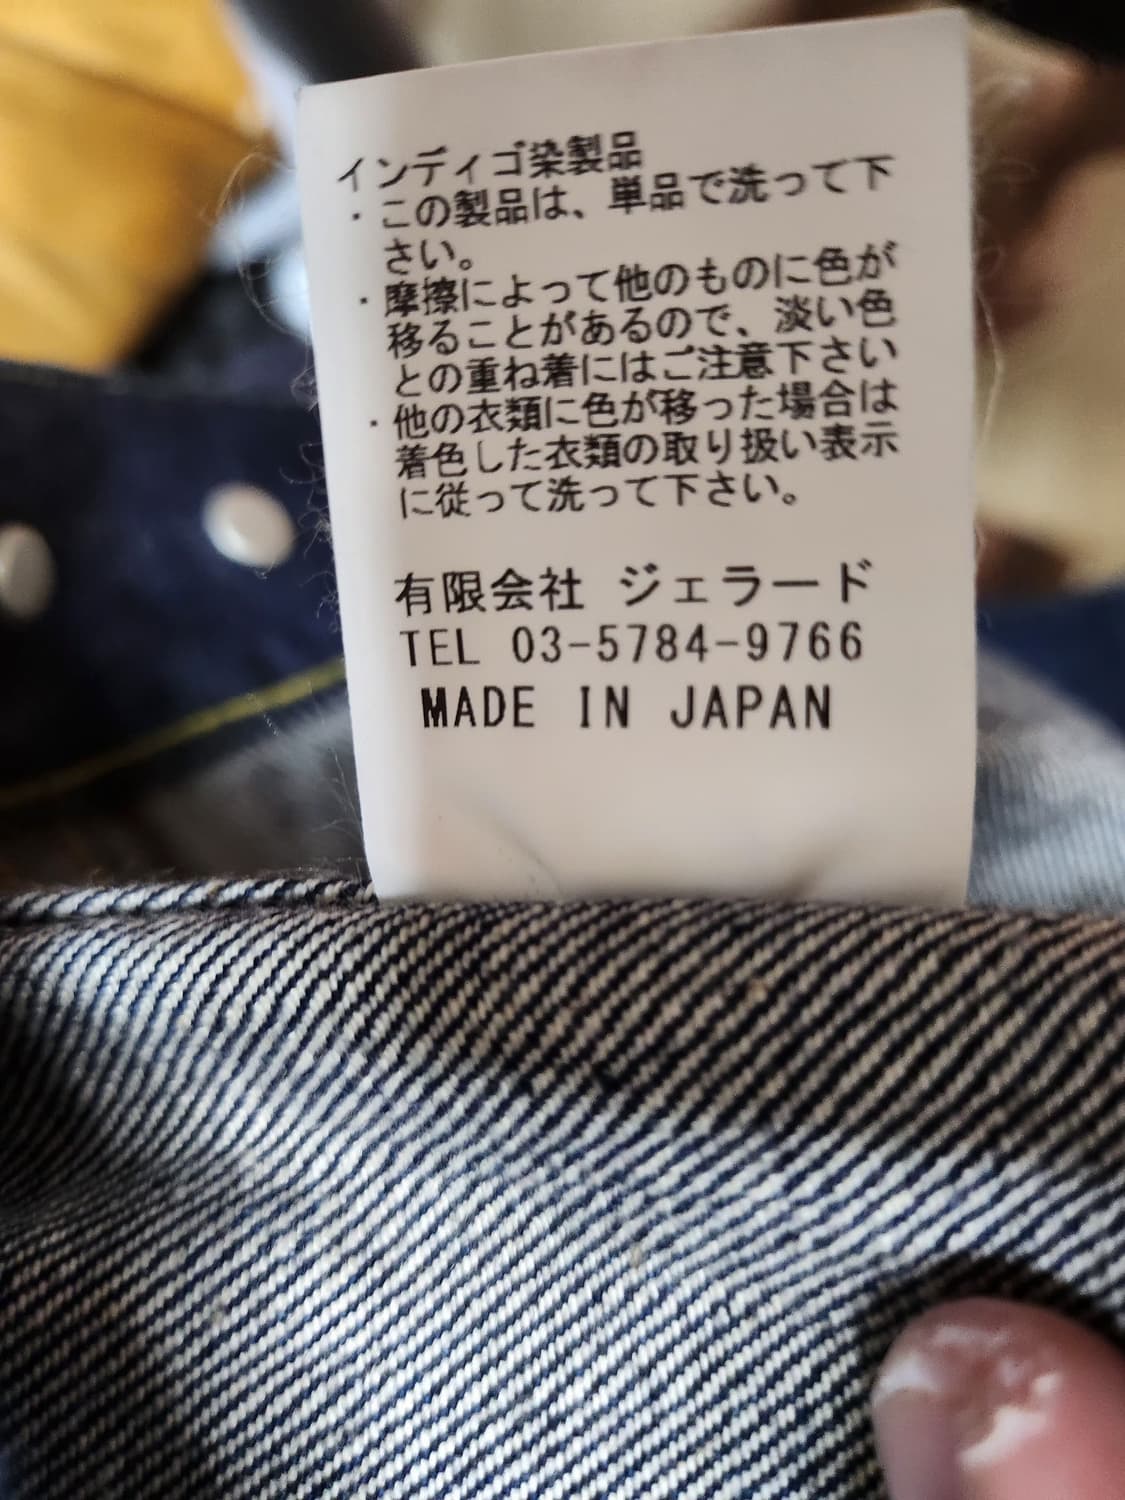 インディゴ染製品
・この製品は、単品で洗って下
さい。
・摩擦によって他のものに色が
移ることがあるので、淡い色
との重ね着にはご注意下さい
・他の衣類に色が移った場合は
着色した衣類の取り扱い表示
に従って洗って下さい。
有限会社 ジェラード
TEL 03-5784-9766
MADE IN JAPAN